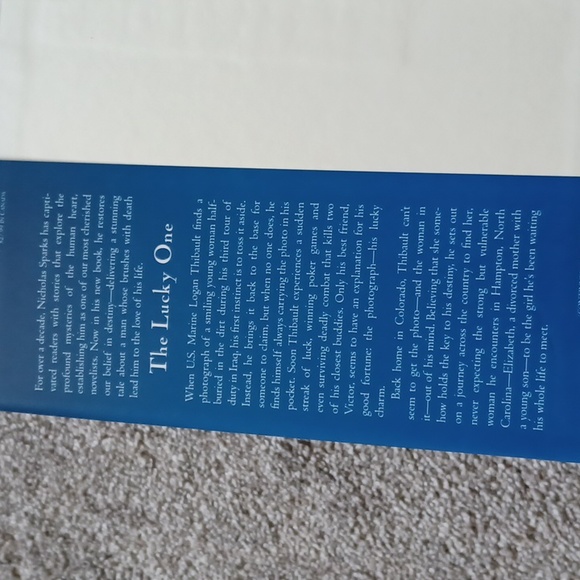 For over a decade, Nicholas Sparks has capti-
vated readers with stories that explore the
profound mysteries of the human heart,
establishing him as one of our most cherished
novelists. Now, in his new book, he restores
our belief in destiny—delivering a stunning
tale about a man whose brushes with death
lead him to the love of his life.
The Lucky One
When U.S. Marine Logan Thibault finds a
photograph of a smiling young woman half-
buried in the dirt during his third tour of
duty in Iraq, his first instinct is to toss it aside.
Instead, he brings it back to the base for
someone to claim, but when no one does, he
finds himself always carrying the photo in his
pocket. Soon Thibault experiences a sudden
streak of luck, winning poker games and
even surviving deadly combat that kills two
of his closest buddies. Only his best friend,
Victor, seems to have an explanation for his
good fortune: the photograph—his lucky
charm.
Back home in Colorado, Thibault can't
seem to get the photo—and the woman in
it—out of his mind. Believing that she some-
how holds the key to his destiny, he sets out
on a journey across the country to find her,
never expecting the strong but vulnerable
woman he encounters in Hampton, North
Carolina—Elizabeth, a divorced mother with
a young son—to be the girl he's been waiting
his whole life to meet.